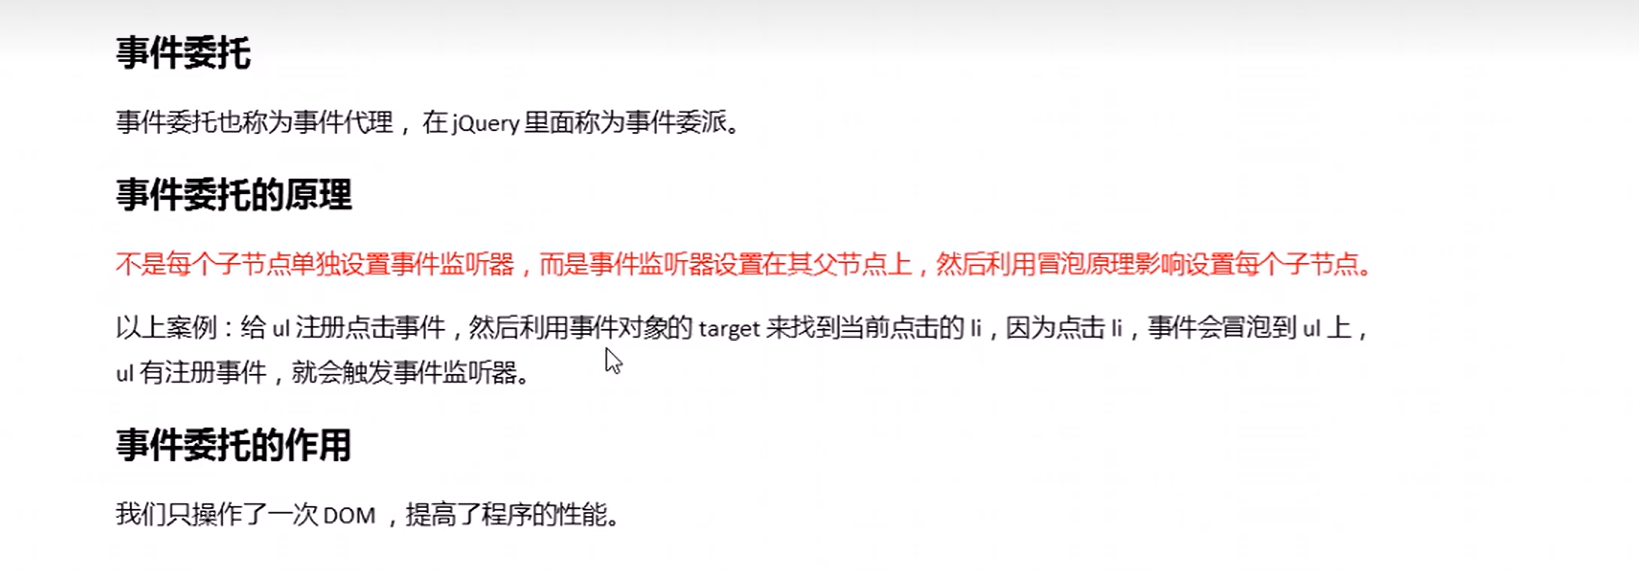 事件委托
事件委托也称为事件代理，在 jQuery 里面称为事件委派。
事件委托的原理
不是每个子节点单独设置事件监听器，而是事件监听器设置在其父节点上，然后利用冒泡原理影响设置每个子节点。
以上案例：给 ul 注册点击事件，然后利用事件对象的 target 来找到当前点击的 li，因为点击 li，事件会冒泡到 ul 上，
ul 有注册事件，就会触发事件监听器。
事件委托的作用
我们只操作了一次 DOM ，提高了程序的性能。